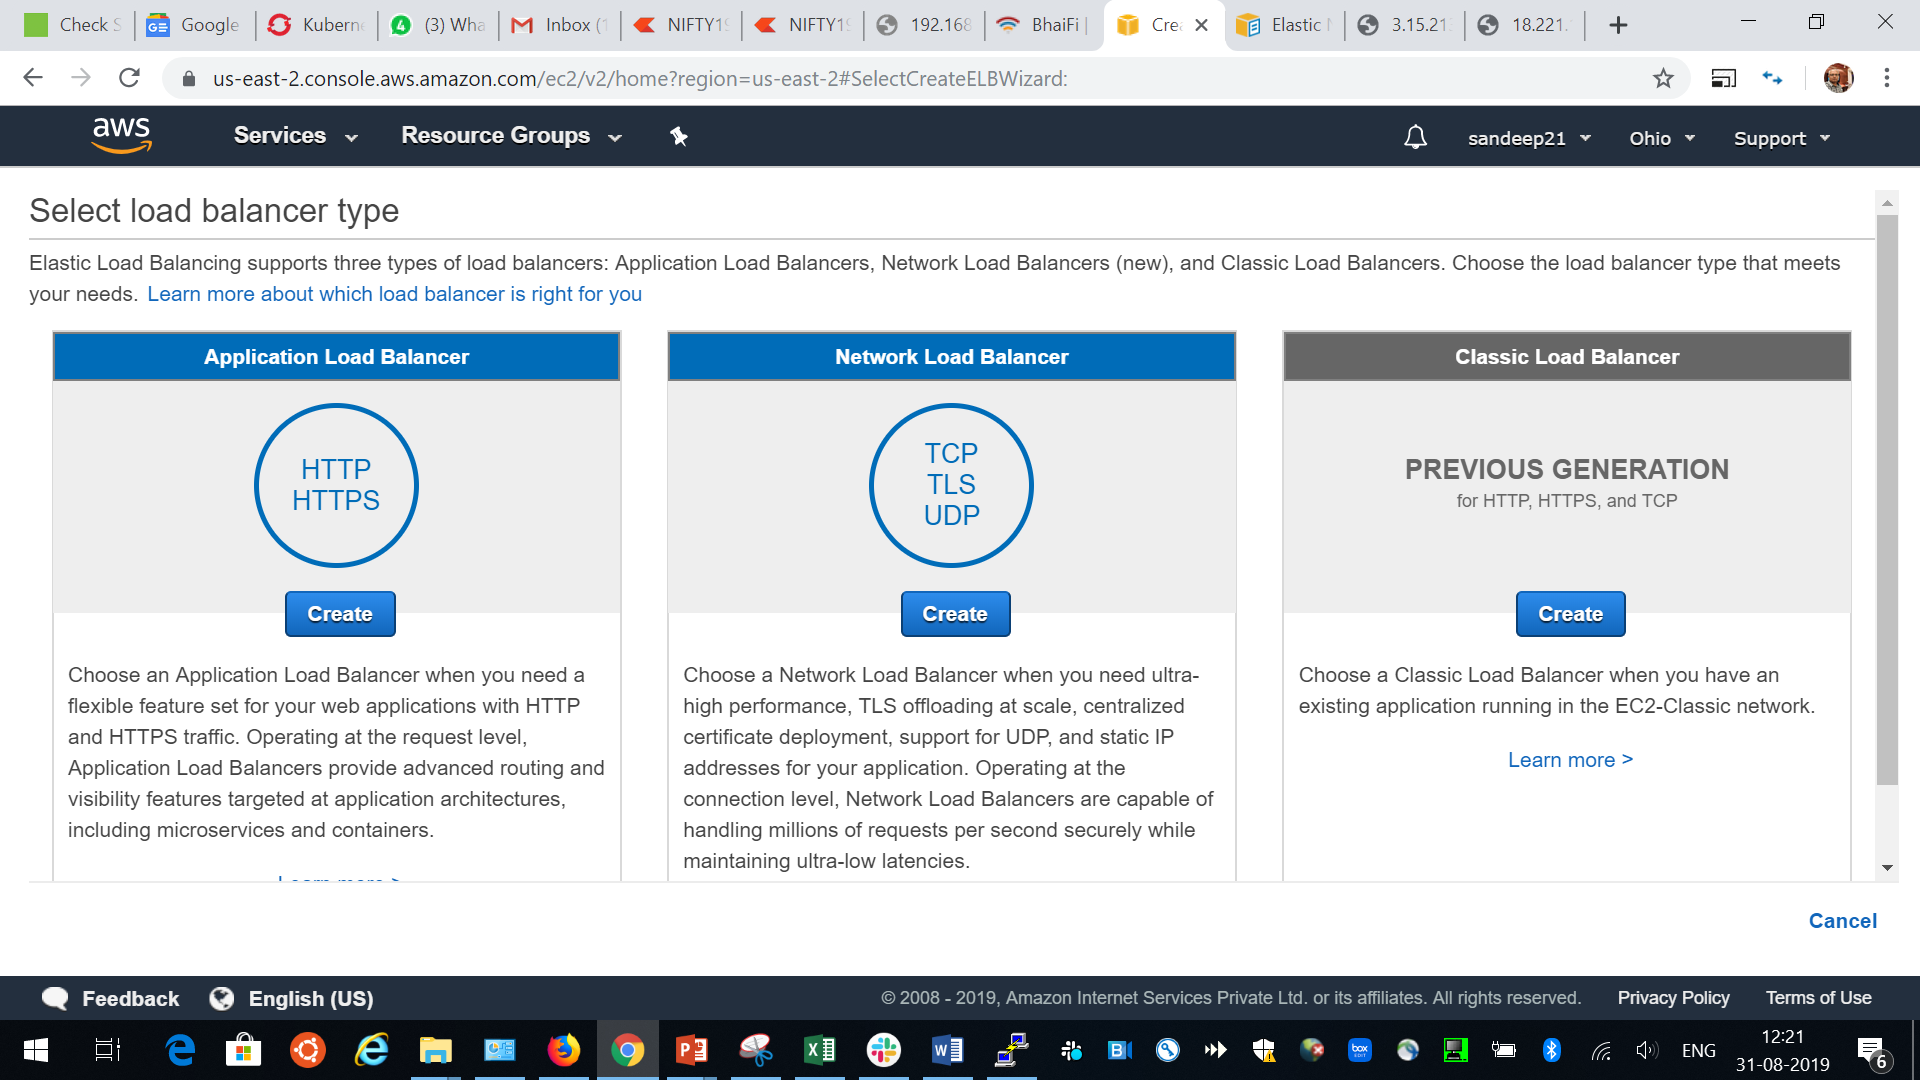 Check S
Google
Kuberne
(3) Wha
Inbox (1
NIFTY19
NIFTY19
192.168
BhaiFi |
Crea
Elastic
3.15.21
18.221.
us-east-2.console.aws.amazon.com/ec2/v2/home?region=us-east-2#SelectCreateELBWizard:
aws
Services
Resource Groups
sandeep21
Ohio
Support
Select load balancer type
Elastic Load Balancing supports three types of load balancers: Application Load Balancers, Network Load Balancers (new), and Classic Load Balancers. Choose the load balancer type that meets
your needs. Learn more about which load balancer is right for you
Application Load Balancer
HTTP
HTTPS
Create
Choose an Application Load Balancer when you need a
flexible feature set for your web applications with HTTP
and HTTPS traffic. Operating at the request level,
Application Load Balancers provide advanced routing and
visibility features targeted at application architectures,
including microservices and containers.
Learn more >
Network Load Balancer
TCP
TLS
UDP
Create
Choose a Network Load Balancer when you need ultra-
high performance, TLS offloading at scale, centralized
certificate deployment, support for UDP, and static IP
addresses for your application. Operating at the
connection level, Network Load Balancers are capable of
handling millions of requests per second securely while
maintaining ultra-low latencies.
Classic Load Balancer
PREVIOUS GENERATION
for HTTP, HTTPS, and TCP
Create
Choose a Classic Load Balancer when you have an
existing application running in the EC2-Classic network.
Learn more >
Cancel
Feedback
English (US)
© 2008 - 2019, Amazon Internet Services Private Ltd. or its affiliates. All rights reserved.
Privacy Policy
Terms of Use
ENG
12:21
31-08-2019
6